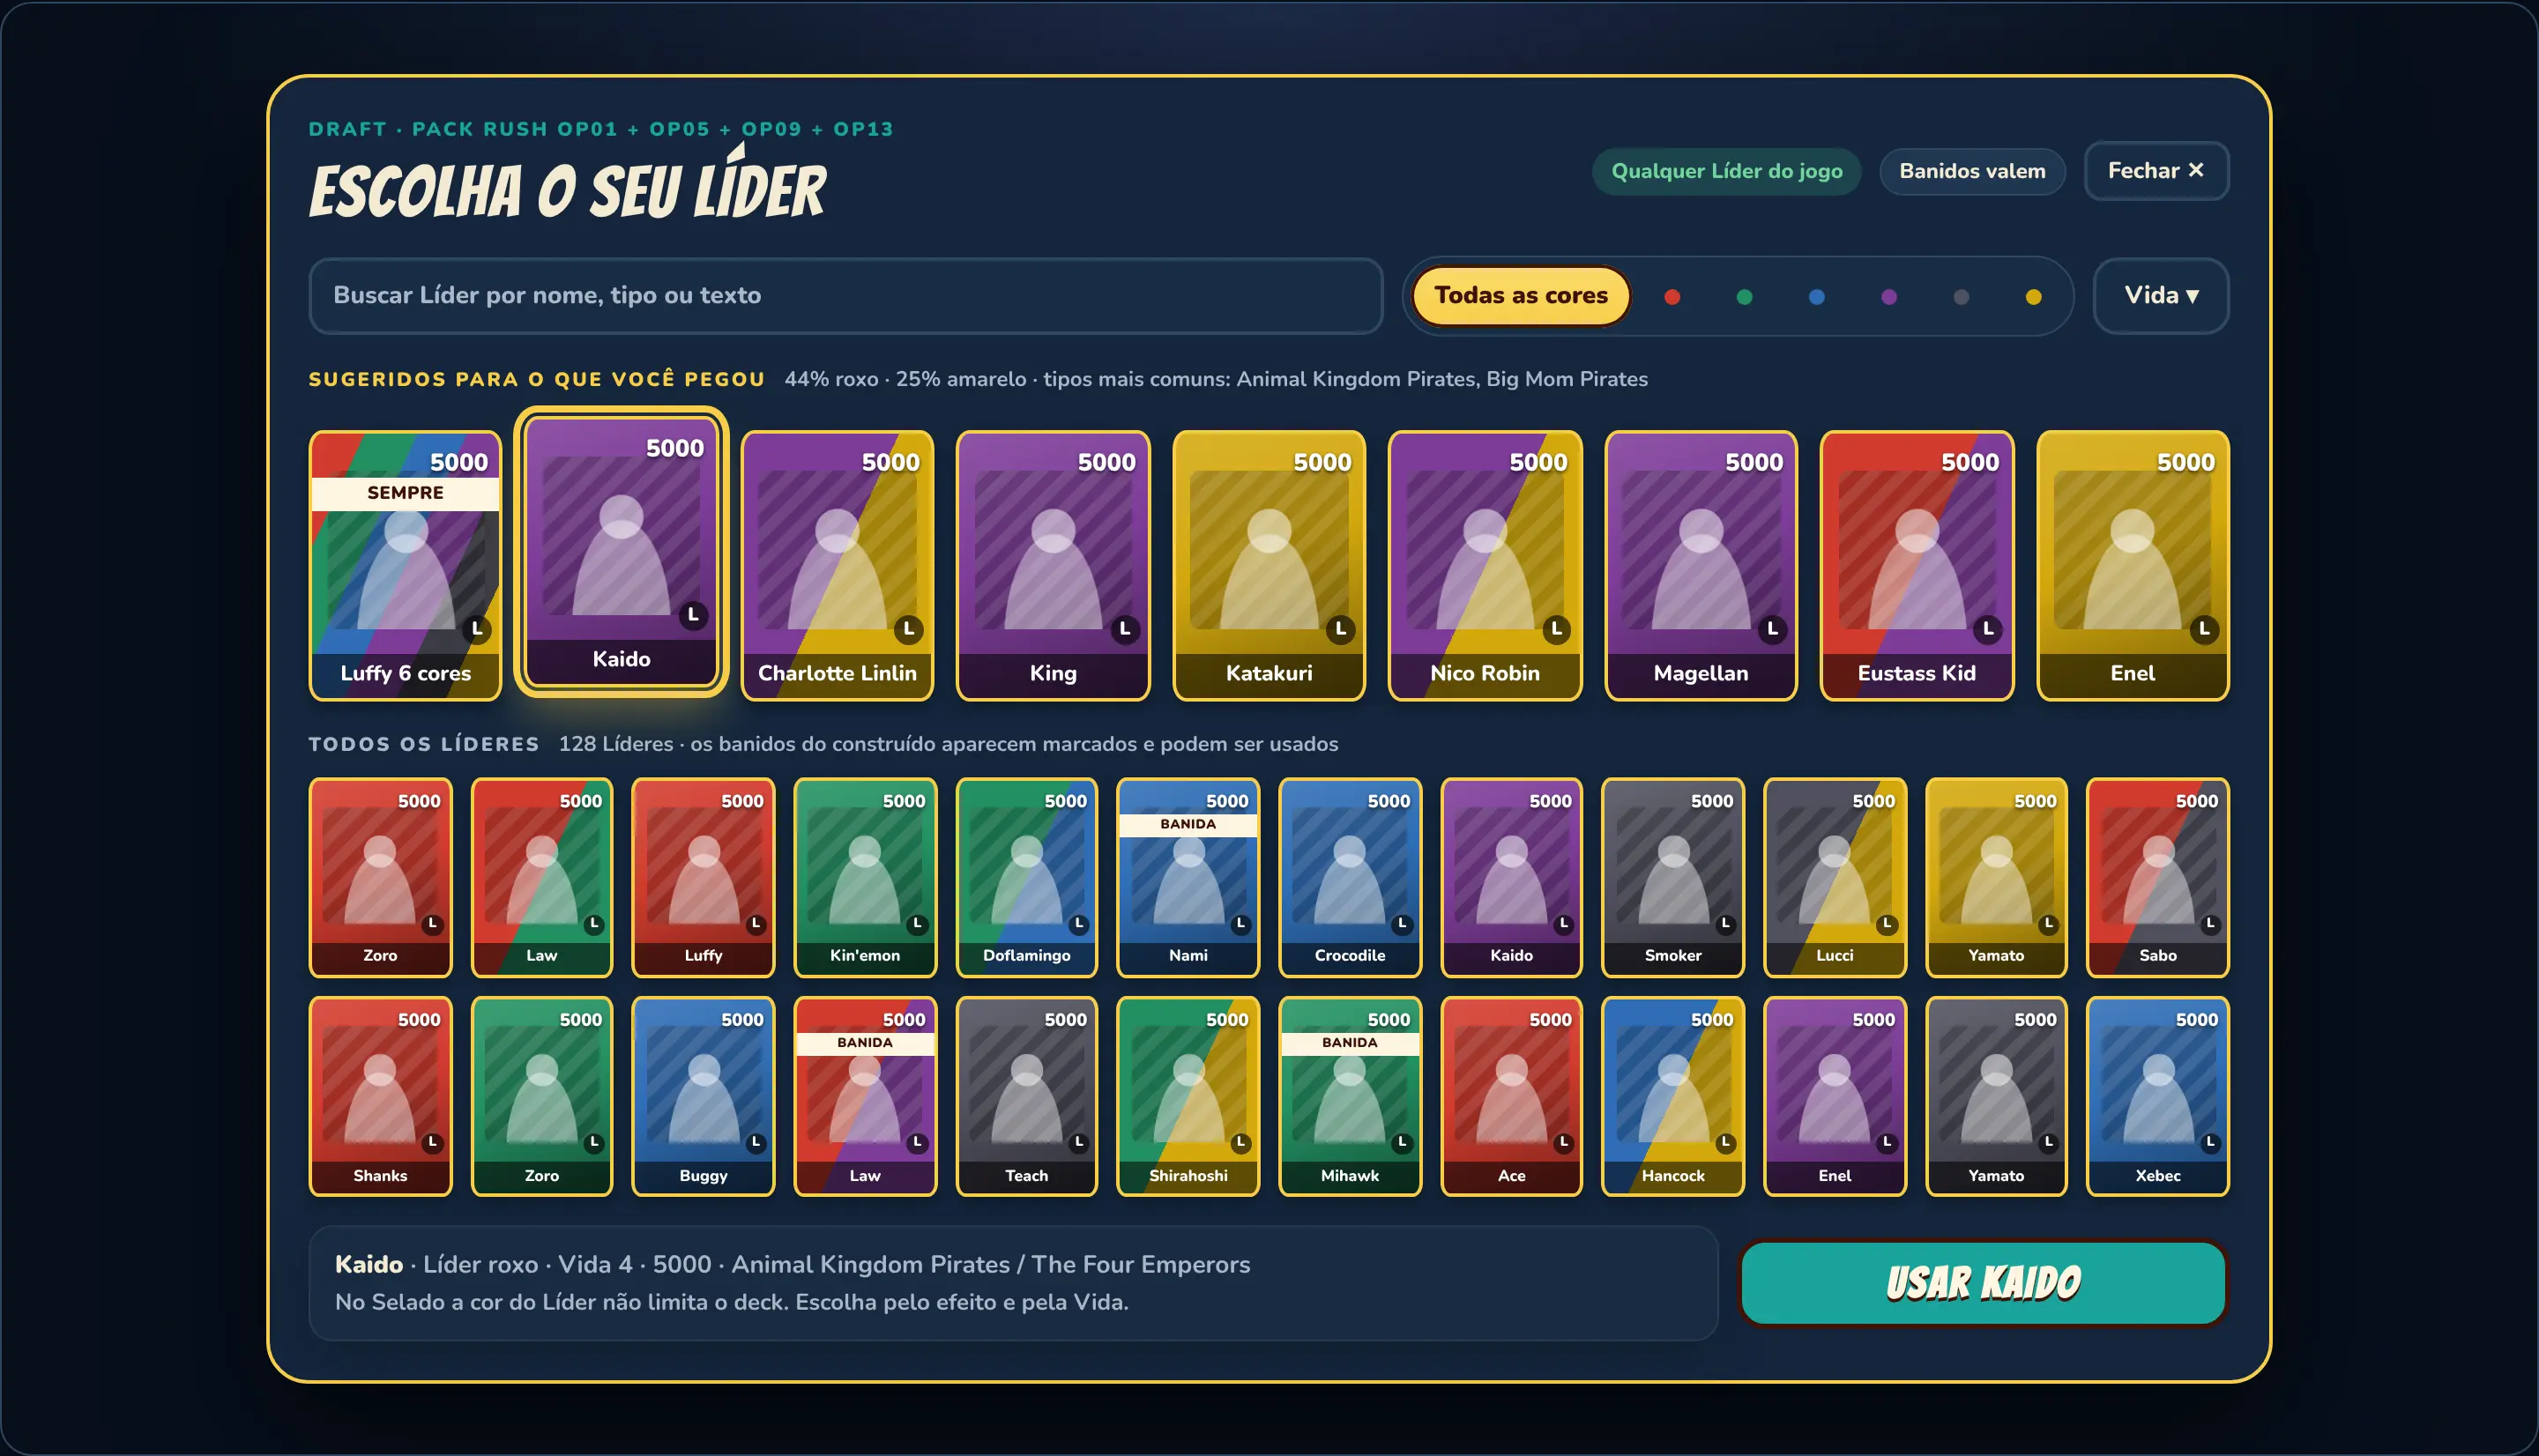 DRAFT · PACK RUSH OP01 + OP05 + OP09 + OP13
ESCOLHA O SEU LÍDER
Qualquer Líder do jogo
Banidos valem
Fechar ✕
Buscar Líder por nome, tipo ou texto
Todas as cores
Vida ▾
SUGERIDOS PARA O QUE VOCÊ PEGOU 44% roxo · 25% amarelo · tipos mais comuns: Animal Kingdom Pirates, Big Mom Pirates
5000
SEMPRE
L
Luffy 6 cores
5000
L
Kaido
5000
L
Charlotte Linlin
5000
L
King
5000
L
Katakuri
5000
L
Nico Robin
5000
L
Magellan
5000
L
Eustass Kid
5000
L
Enel
TODOS OS LÍDERES 128 Líderes · os banidos do construído aparecem marcados e podem ser usados
5000
L
Zoro
5000
L
Law
5000
L
Luffy
5000
L
Kin'emon
5000
L
Doflamingo
5000
BANIDA
L
Nami
5000
L
Crocodile
5000
L
Kaido
5000
L
Smoker
5000
L
Lucci
5000
L
Yamato
5000
L
Sabo
5000
L
Shanks
5000
L
Zoro
5000
L
Buggy
5000
BANIDA
L
Law
5000
L
Teach
5000
L
Shirahoshi
5000
BANIDA
L
Mihawk
5000
L
Ace
5000
L
Hancock
5000
L
Enel
5000
L
Yamato
5000
L
Xebec
Kaido · Líder roxo · Vida 4 · 5000 · Animal Kingdom Pirates / The Four Emperors
No Selado a cor do Líder não limita o deck. Escolha pelo efeito e pela Vida.
USAR KAIDO